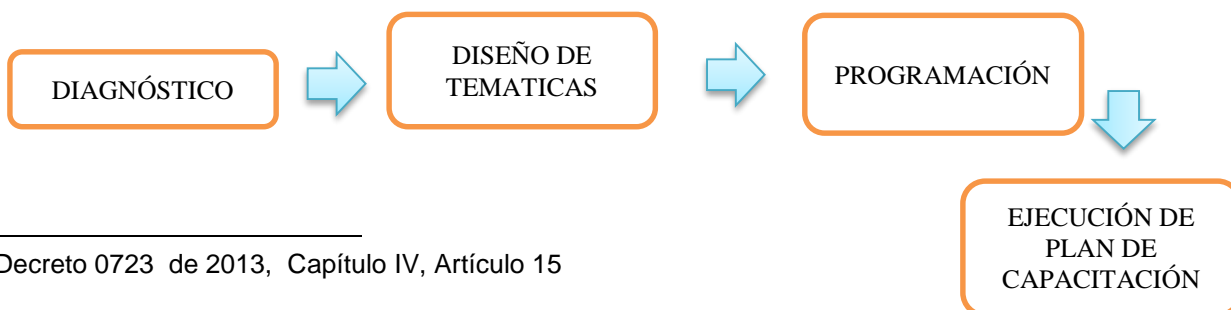 DIAGNÓSTICO
DISEÑO DE
TEMATICAS
PROGRAMACIÓN
EJECUCIÓN DE
PLAN DE
CAPACITACIÓN
Decreto 0723 de 2013, Capítulo IV, Artículo 15